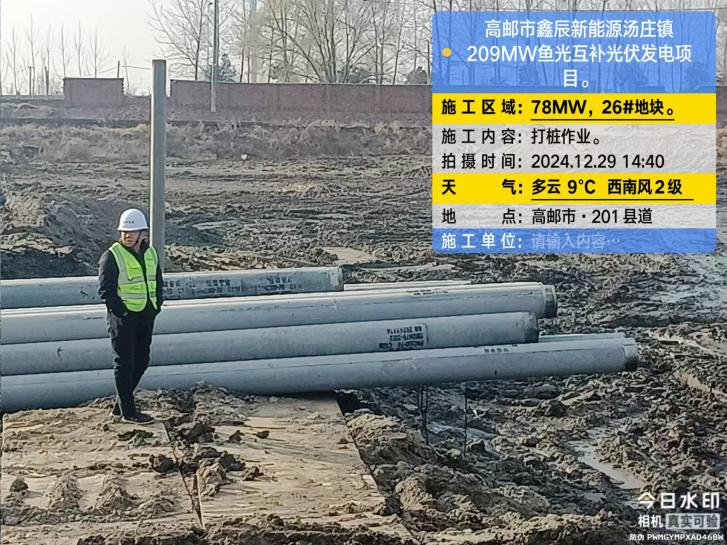 高邮市鑫辰新能源汤庄镇
209MW鱼光互补光伏发电项
目。
施工区域：78MW，26#地块。
施工内容：打桩作业。
拍摄时间：2024.12.29 14:40
天气：多云 9℃ 西南风2级
地点：高邮市·201县道
施工单位：请输入内容…
今日水印
相机 真实可验
防伪 PWMGYMPXAD46BW